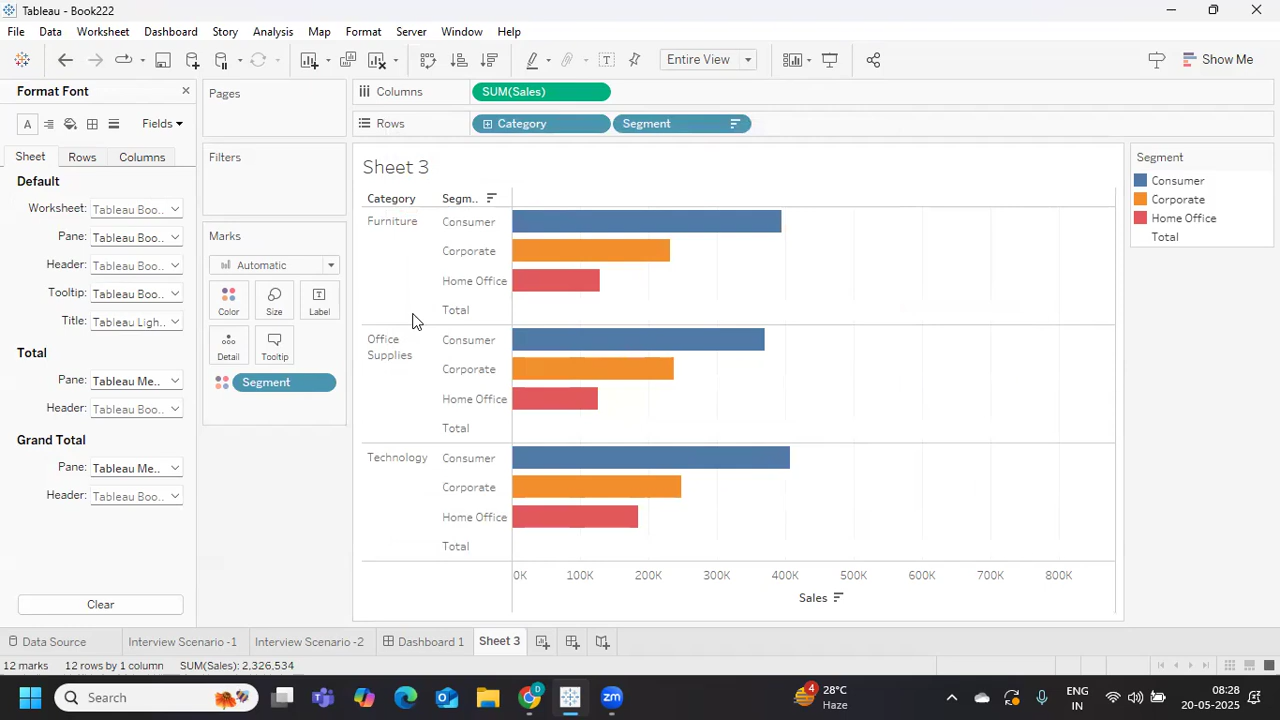 Tableau - Book222
File Data Worksheet Dashboard Story Analysis Map Format Server Window Help
Entire View
Show Me
Format Font
Fields
Sheet Rows Columns
Default
Worksheet: Tableau Boo..
Pane: Tableau Boo..
Header: Tableau Boo..
Tooltip: Tableau Boo..
Title: Tableau Ligh..
Total
Pane: Tableau Me..
Header: Tableau Boo..
Grand Total
Pane: Tableau Me..
Header: Tableau Boo..
Clear
Pages
Filters
Marks
Automatic
Color Size Label
Detail Tooltip
Segment
Columns SUM(Sales)
Rows Category Segment
Sheet 3
Category Segm..
Furniture Consumer
Corporate
Home Office
Total
Office Supplies Consumer
Corporate
Home Office
Total
Technology Consumer
Corporate
Home Office
Total
0K 100K 200K 300K 400K 500K 600K 700K 800K
Sales
Segment
Consumer
Corporate
Home Office
Total
Data Source Interview Scenario -1 Interview Scenario -2 Dashboard 1 Sheet 3
12 marks 12 rows by 1 column SUM(Sales): 2,326,534
Search
4
28°C
Haze
ENG
IN
08:23
20-05-2025